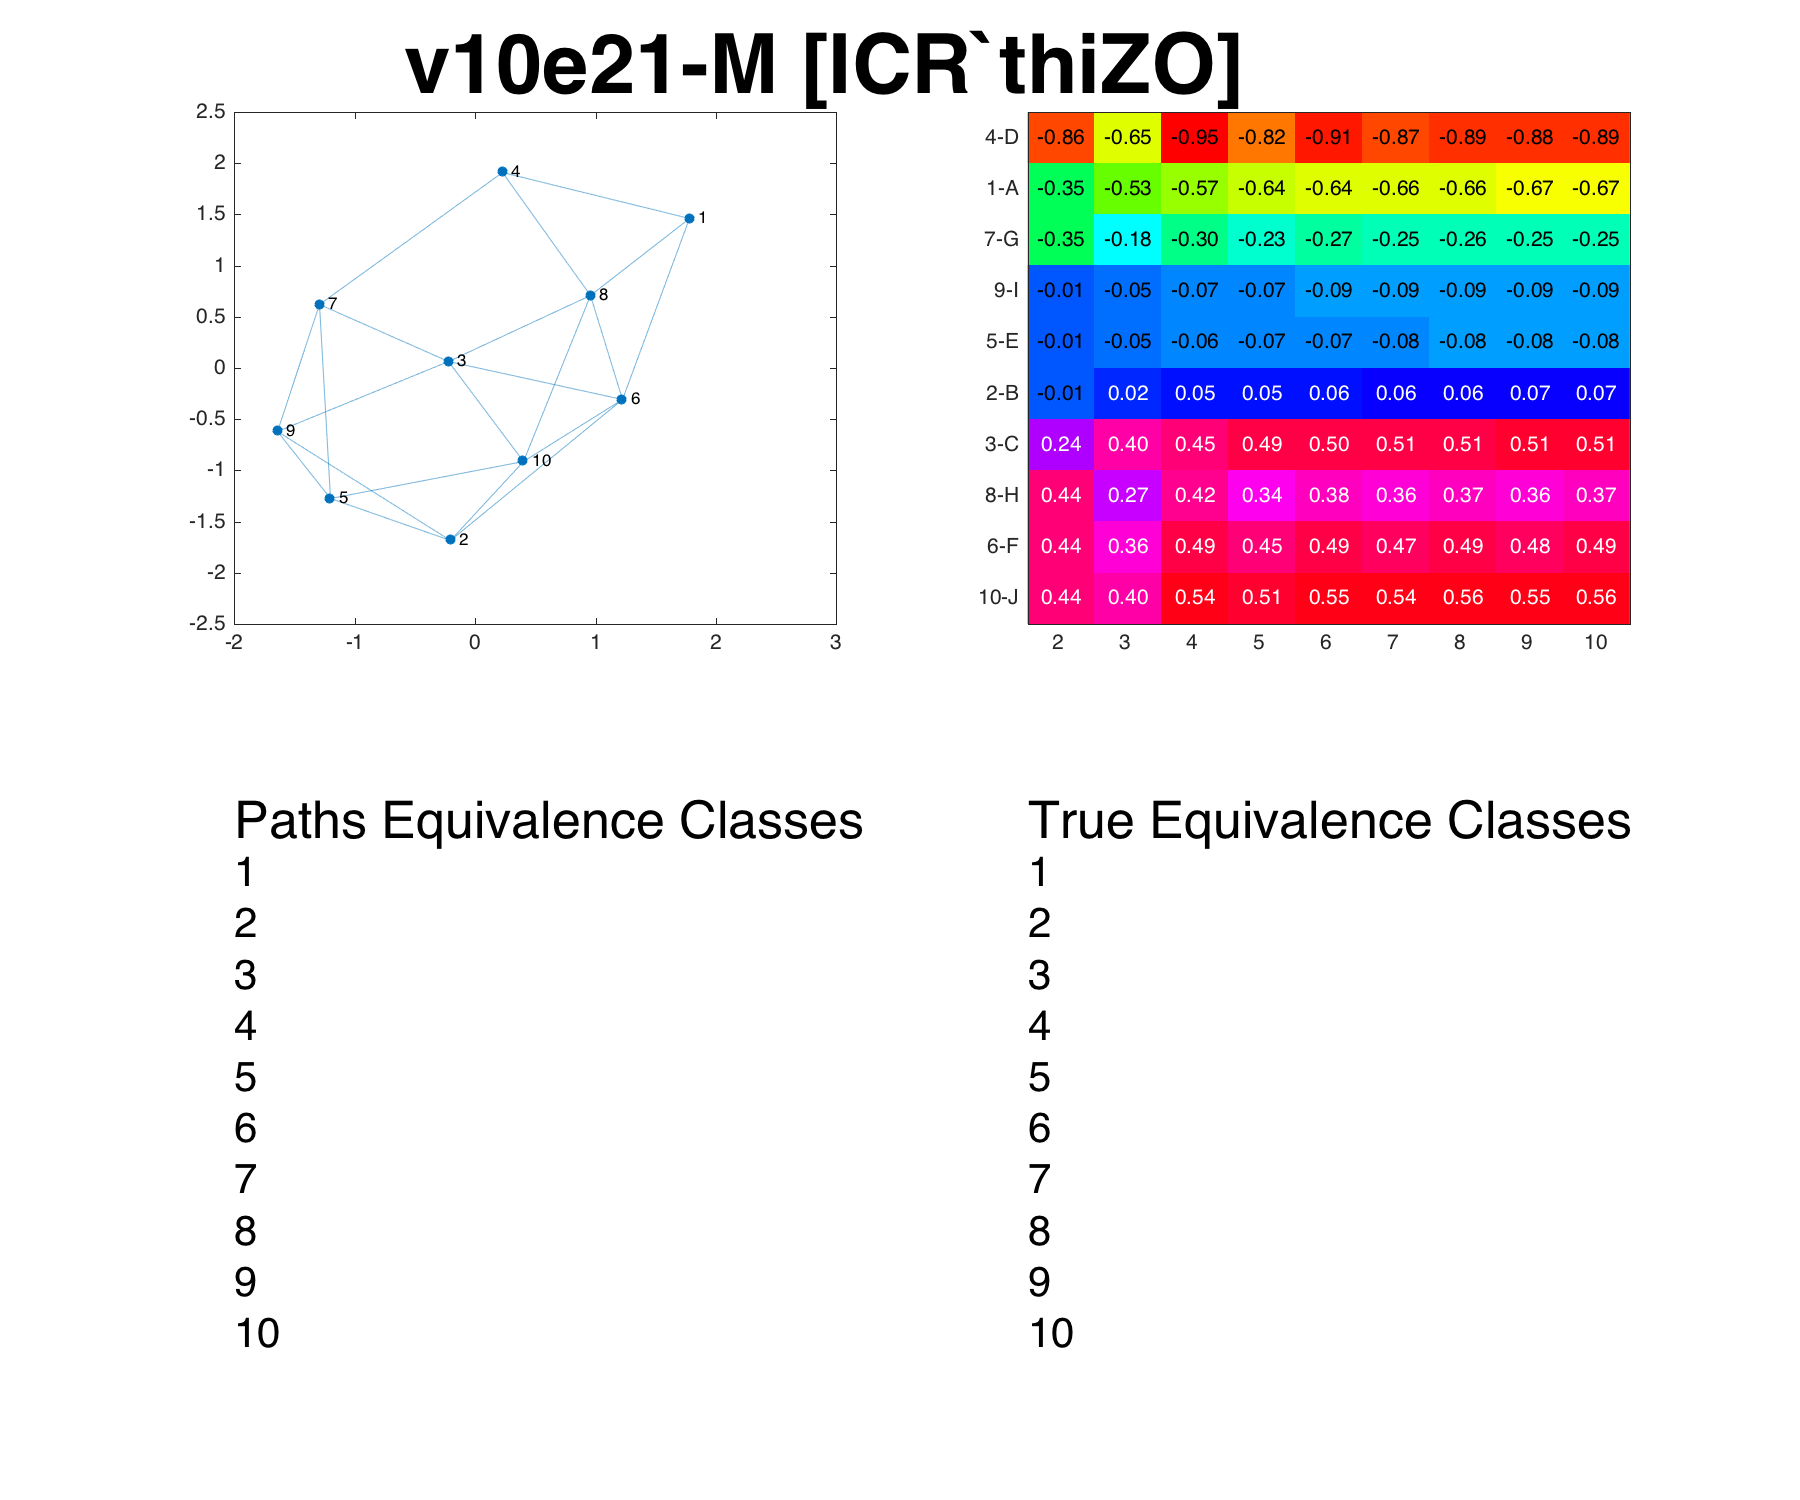 v10e21-M [ICR`thiZO]
2.5
2
1.5
1
0.5
0
-0.5
-1
-1.5
-2
-2.5
-2 -1 0 1 2 3
4
1
8
7
3
6
9
10
5
2
4-D -0.86 -0.65 -0.95 -0.82 -0.91 -0.87 -0.89 -0.88 -0.89
1-A -0.35 -0.53 -0.57 -0.64 -0.64 -0.66 -0.66 -0.67 -0.67
7-G -0.35 -0.18 -0.30 -0.23 -0.27 -0.25 -0.26 -0.25 -0.25
9-I -0.01 -0.05 -0.07 -0.07 -0.09 -0.09 -0.09 -0.09 -0.09
5-E -0.01 -0.05 -0.06 -0.07 -0.07 -0.08 -0.08 -0.08 -0.08
2-B -0.01 0.02 0.05 0.05 0.06 0.06 0.06 0.07 0.07
3-C 0.24 0.40 0.45 0.49 0.50 0.51 0.51 0.51 0.51
8-H 0.44 0.27 0.42 0.34 0.38 0.36 0.37 0.36 0.37
6-F 0.44 0.36 0.49 0.45 0.49 0.47 0.49 0.48 0.49
10-J 0.44 0.40 0.54 0.51 0.55 0.54 0.56 0.55 0.56
2 3 4 5 6 7 8 9 10
Paths Equivalence Classes
1
2
3
4
5
6
7
8
9
10
True Equivalence Classes
1
2
3
4
5
6
7
8
9
10